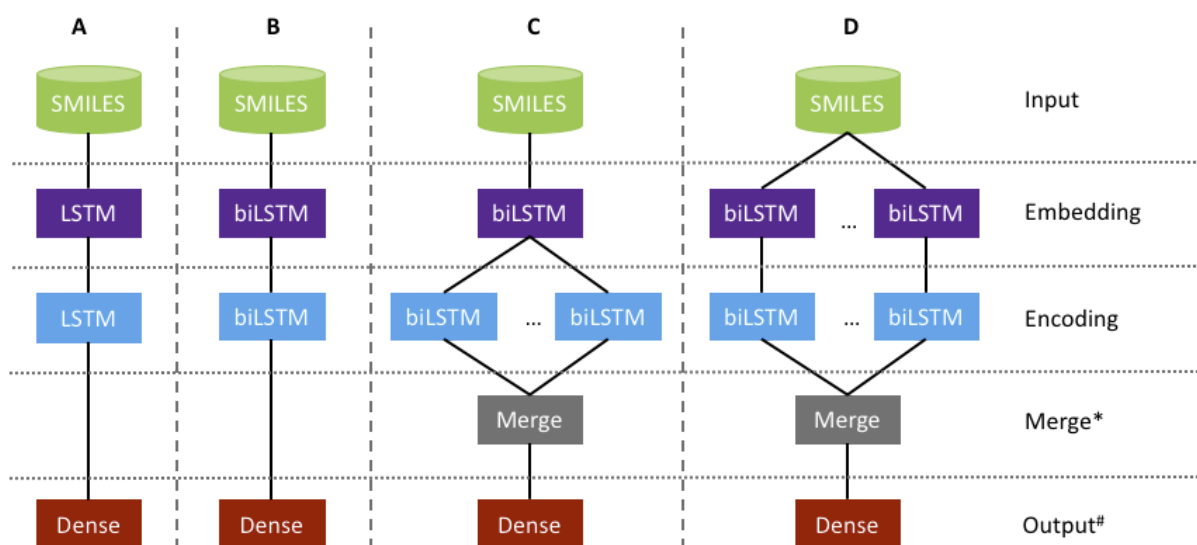 A B C D
SMILES SMILES SMILES SMILES Input
LSTM biLSTM biLSTM biLSTM ... biLSTM Embedding
LSTM biLSTM biLSTM ... biLSTM biLSTM ... biLSTM Encoding
Merge Merge Merge*
Dense Dense Dense Dense Output#